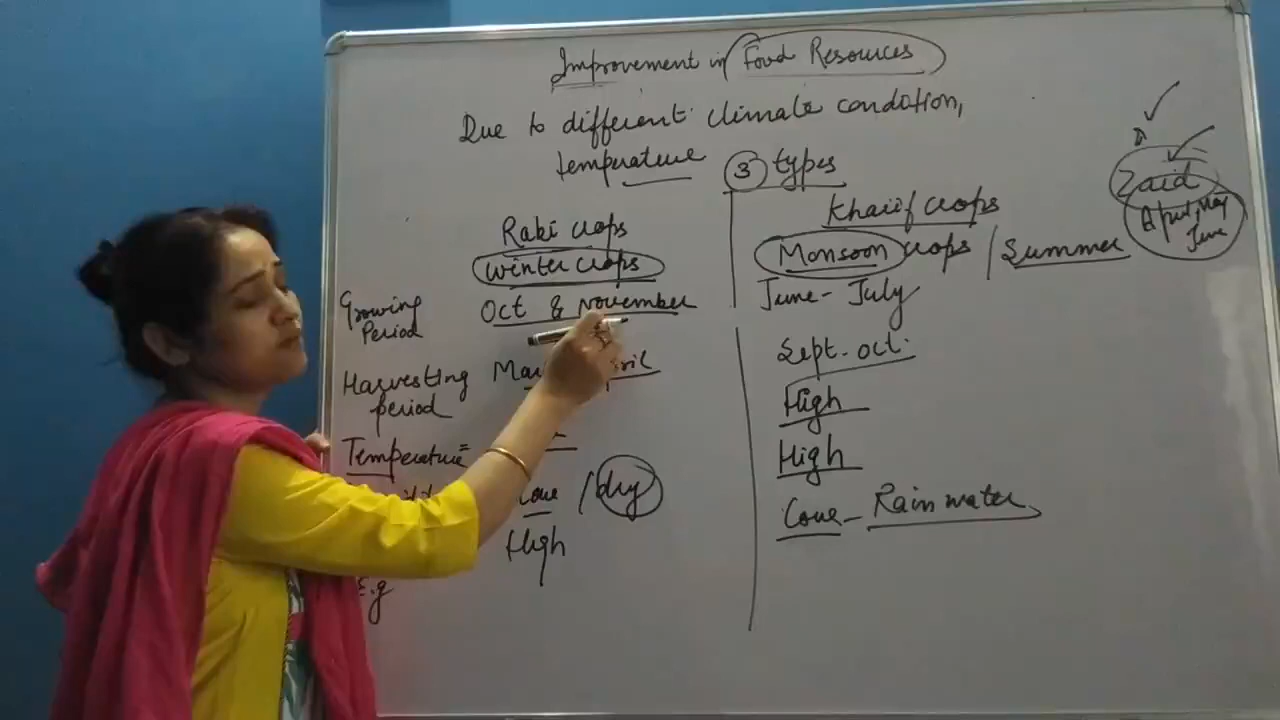 Improvement in Food Resources
Due to different climate condition,
temperature
3 types
Zaid
April, May
June
Rabi crops
Kharif crops
Winter crops
Monsoon crops / Summer
Growing
Period
Oct & November
June - July
Harvesting
period
Sept - Oct.
Temperature
High
Low / dry
High
High
Low - Rain water
E.g